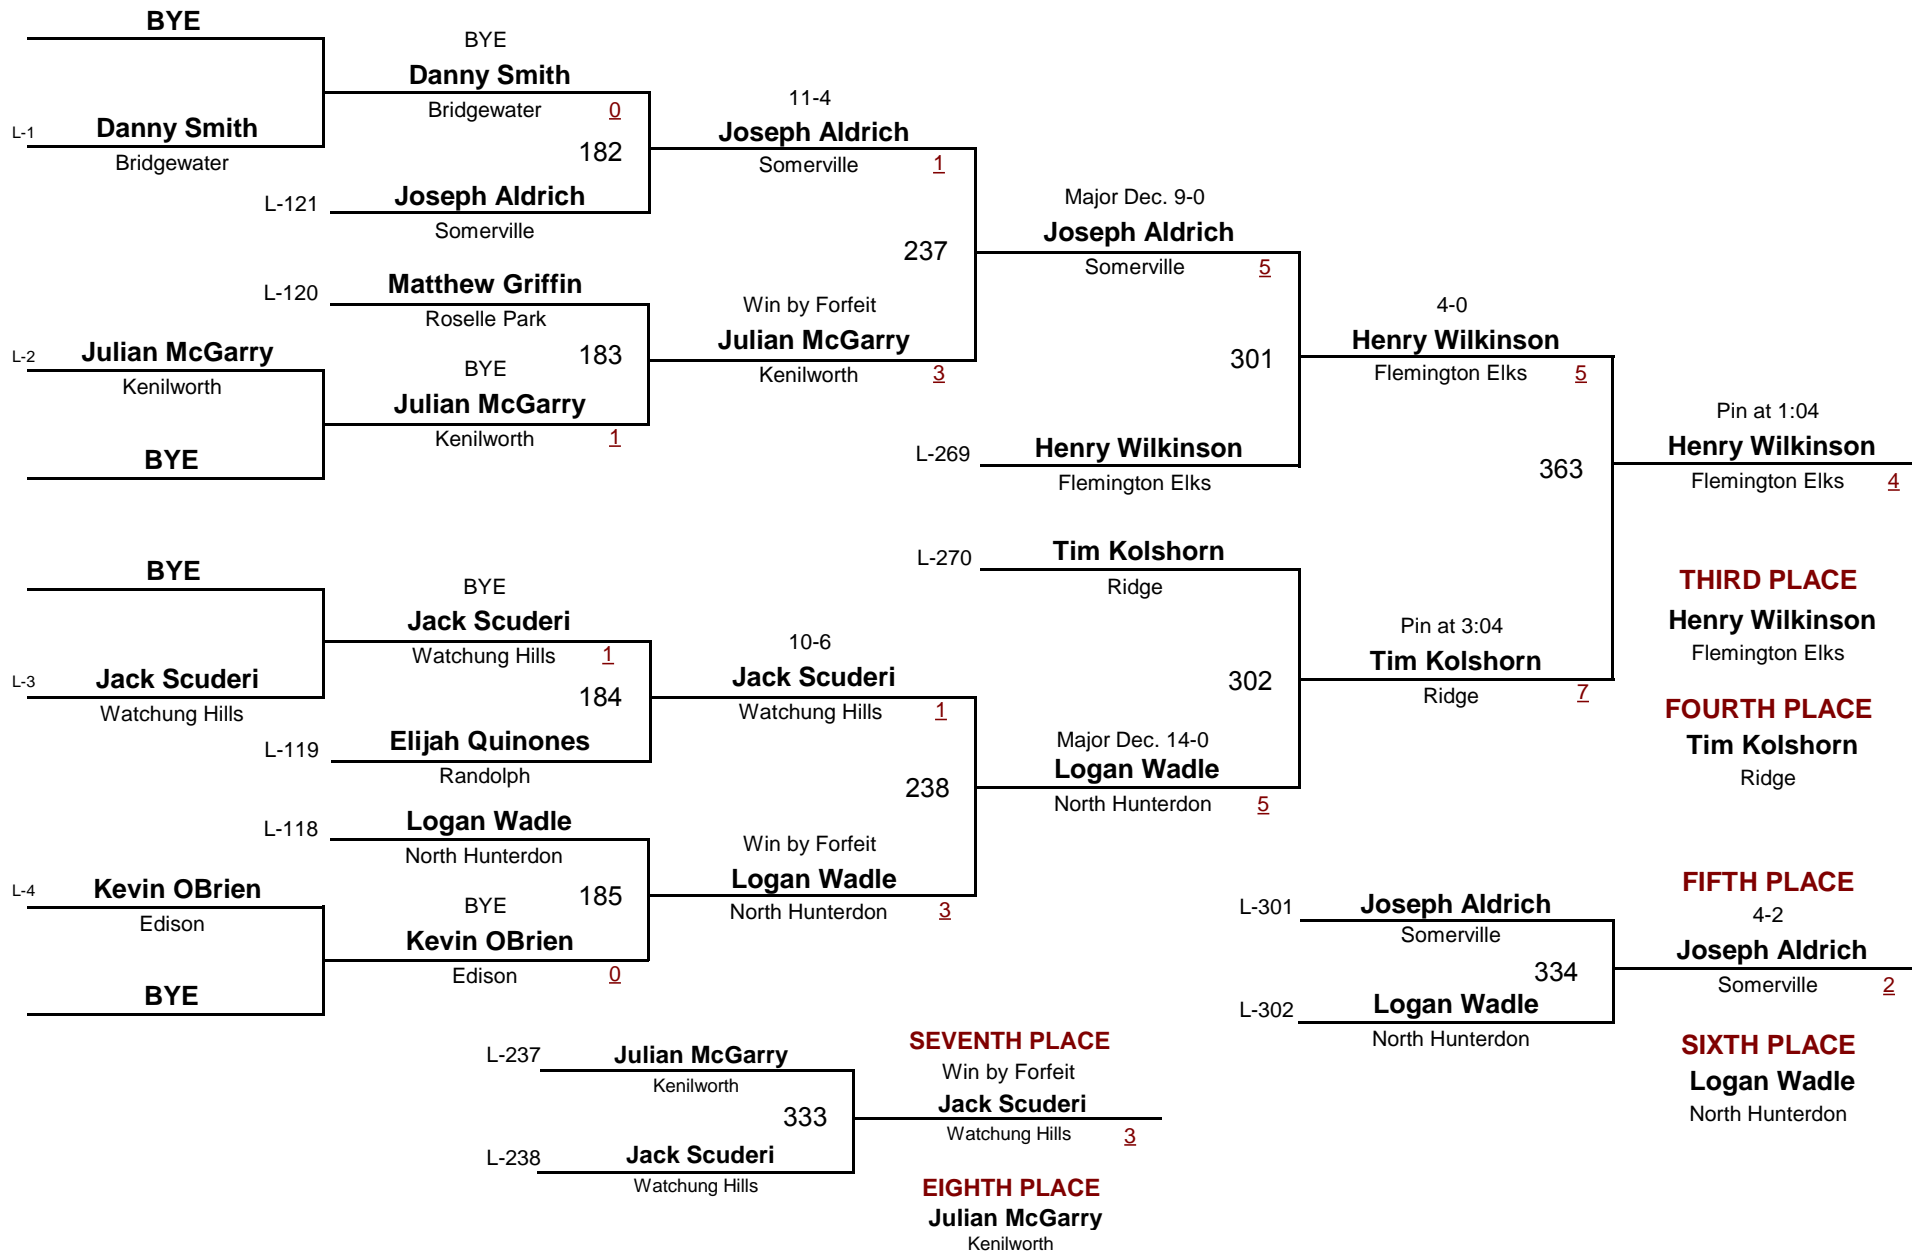 BYE
BYE
Danny Smith
Bridgewater 0
L-1 Danny Smith
Bridgewater
182
11-4
Joseph Aldrich
Somerville 1
L-121 Joseph Aldrich
Somerville
Major Dec. 9-0
Joseph Aldrich
Somerville 5
237
L-120 Matthew Griffin
Roselle Park
Win by Forfeit
Julian McGarry
Kenilworth 3
183
L-2 Julian McGarry
Kenilworth
BYE
Julian McGarry
Kenilworth 1
BYE
301
4-0
Henry Wilkinson
Flemington Elks 5
L-269 Henry Wilkinson
Flemington Elks
363
Pin at 1:04
Henry Wilkinson
Flemington Elks 4
L-270 Tim Kolshorn
Ridge
BYE
BYE
Jack Scuderi
Watchung Hills 1
L-3 Jack Scuderi
Watchung Hills
184
10-6
Jack Scuderi
Watchung Hills 1
302
Pin at 3:04
Tim Kolshorn
Ridge 7
THIRD PLACE
Henry Wilkinson
Flemington Elks
FOURTH PLACE
Tim Kolshorn
Ridge
L-119 Elijah Quinones
Randolph
Major Dec. 14-0
Logan Wadle
North Hunterdon 5
238
L-118 Logan Wadle
North Hunterdon
Win by Forfeit
Logan Wadle
North Hunterdon 3
185
L-4 Kevin OBrien
Edison
BYE
Kevin OBrien
Edison 0
BYE
L-301 Joseph Aldrich
Somerville
334
L-302 Logan Wadle
North Hunterdon
FIFTH PLACE
4-2
Joseph Aldrich
Somerville 2
SIXTH PLACE
Logan Wadle
North Hunterdon
L-237 Julian McGarry
Kenilworth
333
L-238 Jack Scuderi
Watchung Hills
SEVENTH PLACE
Win by Forfeit
Jack Scuderi
Watchung Hills 3
EIGHTH PLACE
Julian McGarry
Kenilworth